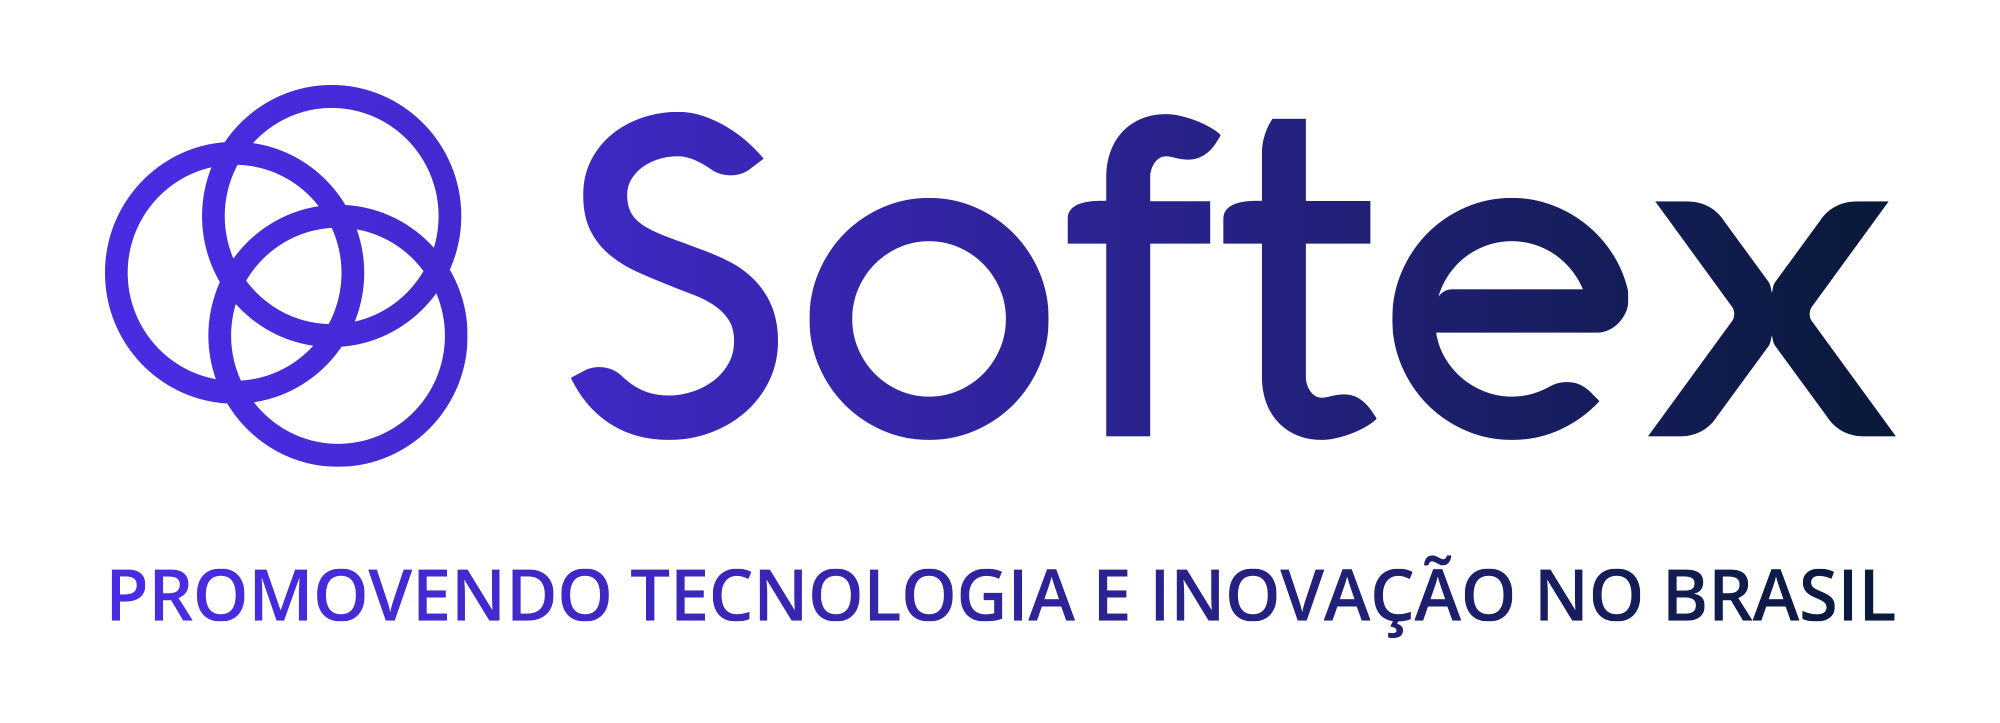 Softex
PROMOVENDO TECNOLOGIA E INOVAÇÃO NO BRASIL